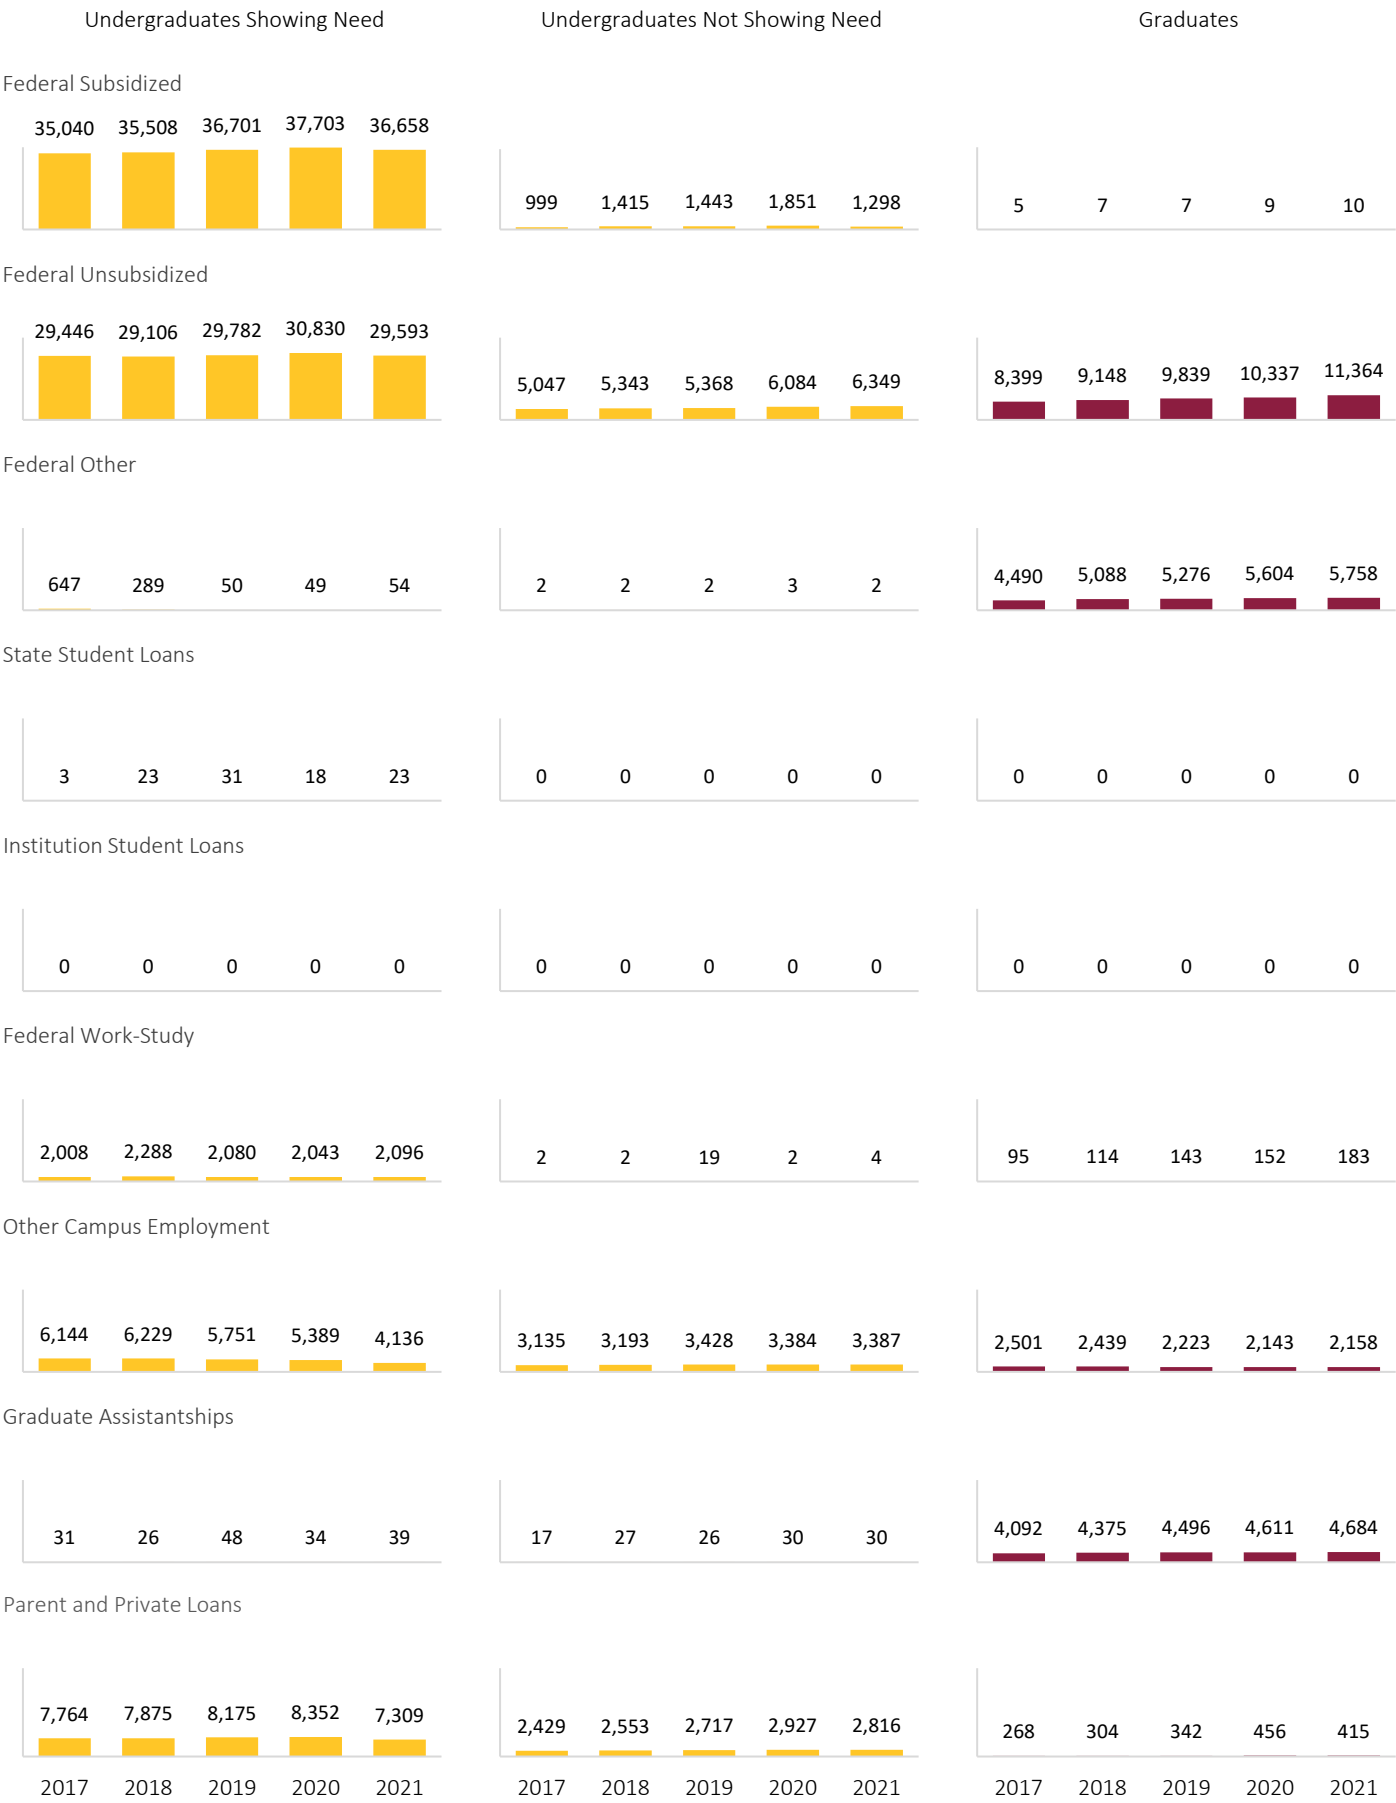 Undergraduates Showing Need Undergraduates Not Showing Need Graduates
Federal Subsidized
35,040 35,508 36,701 37,703 36,658
999 1,415 1,443 1,851 1,298
5 7 7 9 10
Federal Unsubsidized
29,446 29,106 29,782 30,830 29,593
5,047 5,343 5,368 6,084 6,349
8,399 9,148 9,839 10,337 11,364
Federal Other
647 289 50 49 54
2 2 2 3 2
4,490 5,088 5,276 5,604 5,758
State Student Loans
3 23 31 18 23
0 0 0 0 0
0 0 0 0 0
Institution Student Loans
0 0 0 0 0
0 0 0 0 0
0 0 0 0 0
Federal Work-Study
2,008 2,288 2,080 2,043 2,096
2 2 19 2 4
95 114 143 152 183
Other Campus Employment
6,144 6,229 5,751 5,389 4,136
3,135 3,193 3,428 3,384 3,387
2,501 2,439 2,223 2,143 2,158
Graduate Assistantships
31 26 48 34 39
17 27 26 30 30
4,092 4,375 4,496 4,611 4,684
Parent and Private Loans
7,764 7,875 8,175 8,352 7,309
2,429 2,553 2,717 2,927 2,816
268 304 342 456 415
2017 2018 2019 2020 2021
2017 2018 2019 2020 2021
2017 2018 2019 2020 2021